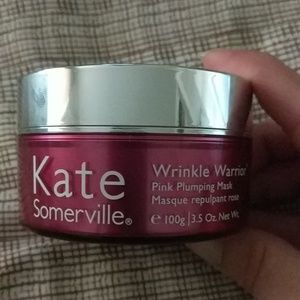 Kate
Somerville®
Wrinkle Warrior
Pink Plumping Mask
Masque repulpant rose
e 100g | 3.5 Oz. Net Wt.